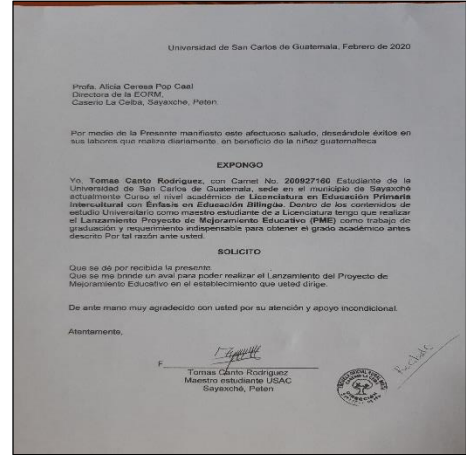 Universidad de San Carlos de Guatemala, Febrero de 2020
Profa. Alicia Ceresa Pop Caal
Directora de la EORM,
Caserío La Ceiba, Sayaxché, Peten
Por medio de la Presente manifiesto este afectuoso saludo, deseándole éxitos en
sus labores que realiza diariamente. en beneficio de la niñez guatemalteca
EXPONGO
Yo, Tomas Canto Rodríguez, con Carnet No. 200927160 Estudiante de la
Universidad de San Carlos de Guatemala, sede en el municipio de Sayaxché
actualmente Curso el nivel académico de Licenciatura en Educación Primaria
Intercultural con Énfasis en Educación Bilingüe. Dentro de los contenidos de
estudio Universitario como maestro estudiante de a Licenciatura tengo que realizar
el Lanzamiento Proyecto de Mejoramiento Educativo (PME) como trabajo de
graduación y requerimiento indispensable para obtener el grado académico antes
descrito Por tal razón ante usted.
SOLICITO
Que se dé por recibida la presente.
Que se me brinde un aval para poder realizar el Lanzamiento del Proyecto de
Mejoramiento Educativo en el establecimiento que usted dirige.
De ante mano muy agradecido con usted por su atención y apoyo incondicional.
Atentamente,
F
Tomas Canto Rodríguez
Maestro estudiante USAC
Sayaxché, Peten
Recibido